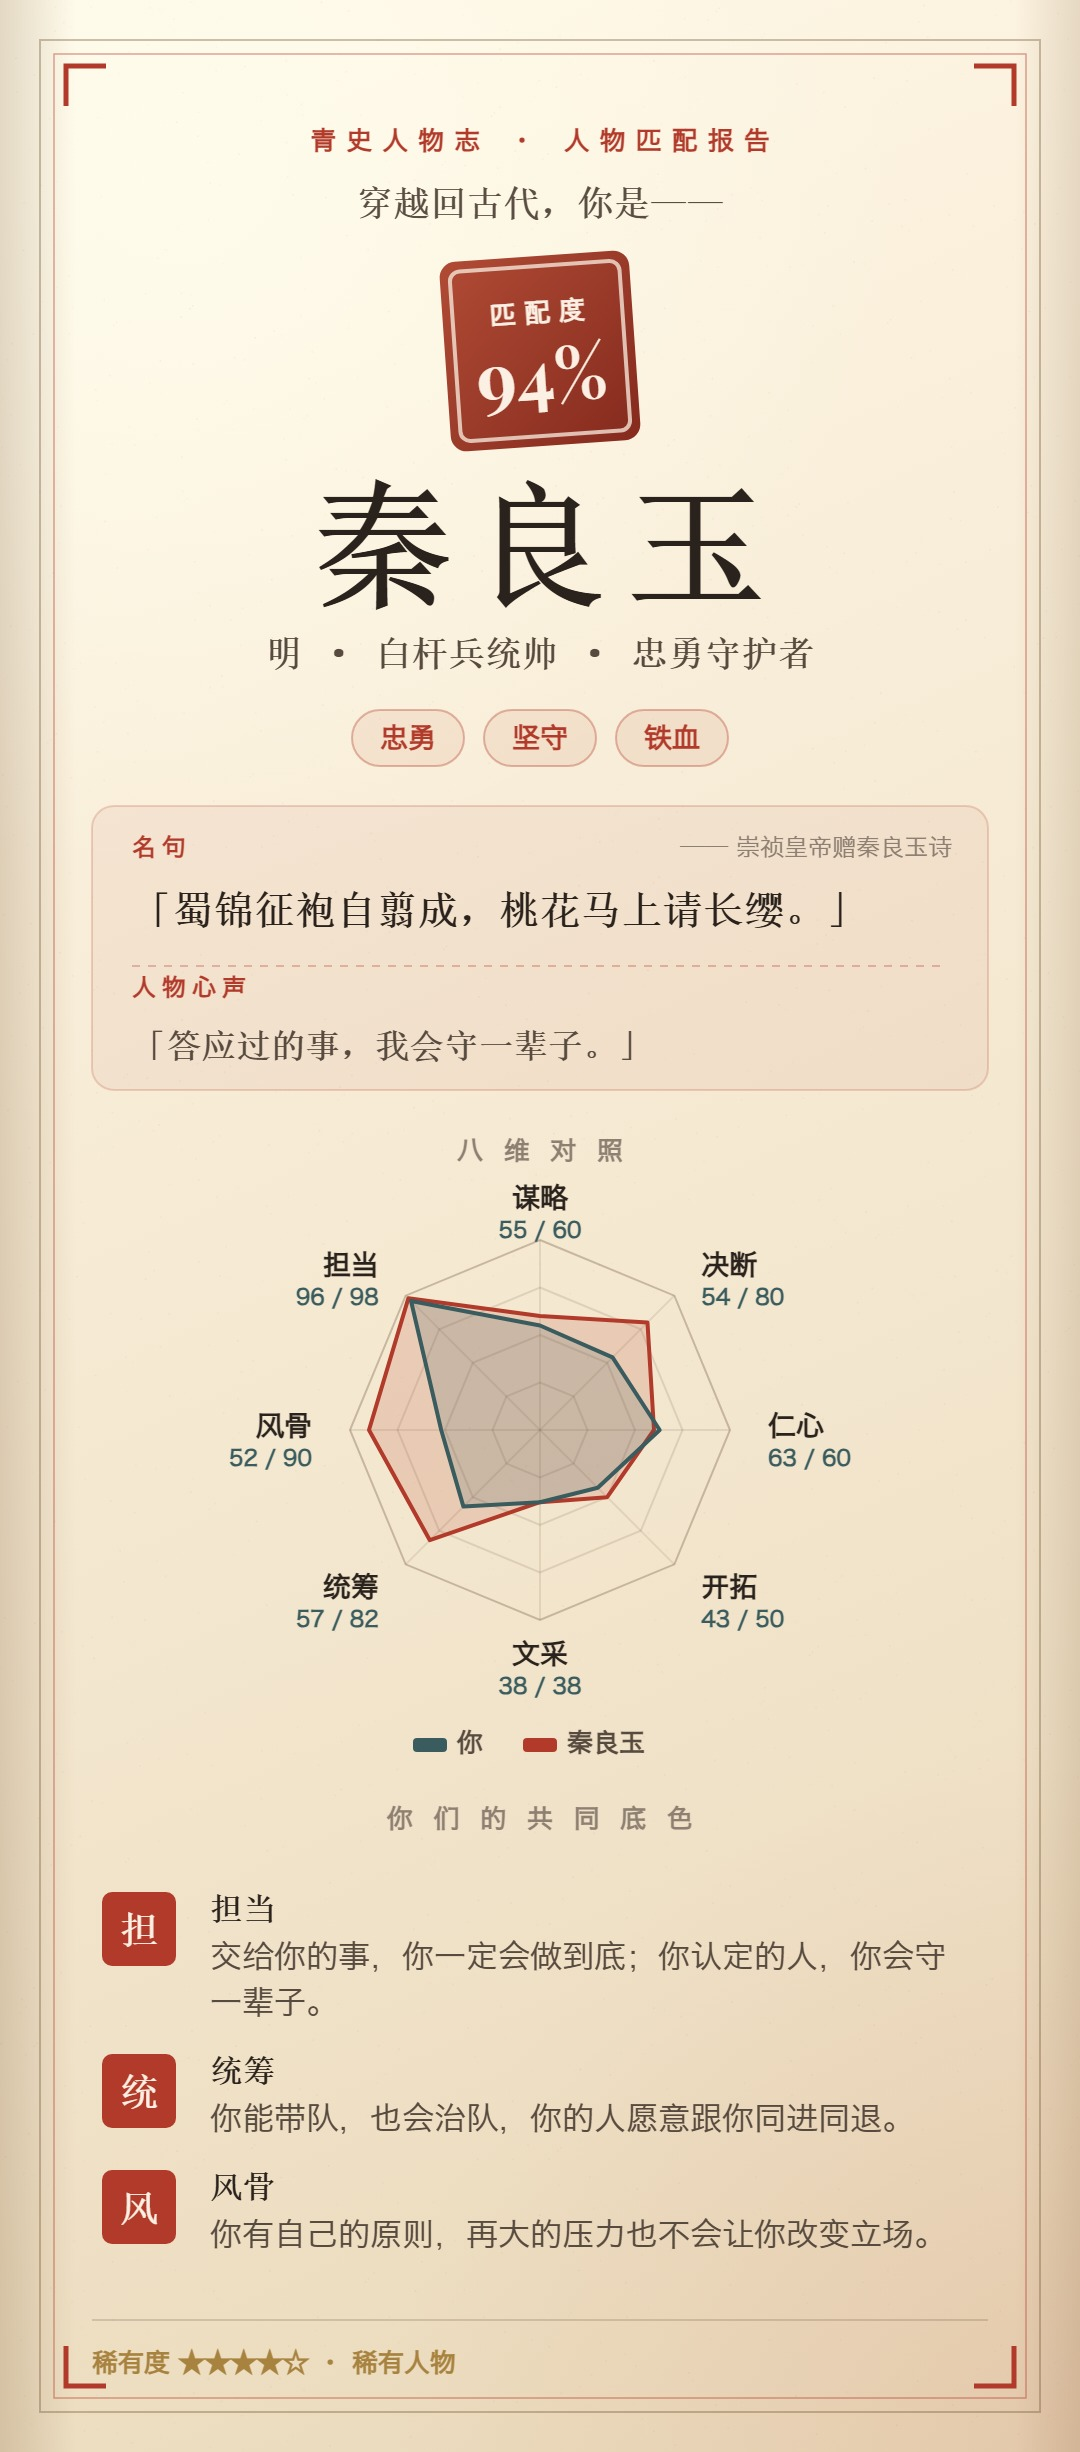 青史人物志 · 人物匹配报告
穿越回古代，你是——
匹配度
94%
秦良玉
明 • 白杆兵统帅 • 忠勇守护者
忠勇 坚守 铁血
名句 —— 崇祯皇帝赠秦良玉诗
「蜀锦征袍自翦成，桃花马上请长缨。」
人物心声
「答应过的事，我会守一辈子。」
八维对照
谋略
55 / 60
担当
96 / 98
决断
54 / 80
风骨
52 / 90
仁心
63 / 60
统筹
57 / 82
开拓
43 / 50
文采
38 / 38
你 秦良玉
你们的共同底色
担
担当
交给你的事，你一定会做到底；你认定的人，你会守
一辈子。
统
统筹
你能带队，也会治队，你的人愿意跟你同进同退。
风
风骨
你有自己的原则，再大的压力也不会让你改变立场。
稀有度 ★★★★☆ · 稀有人物